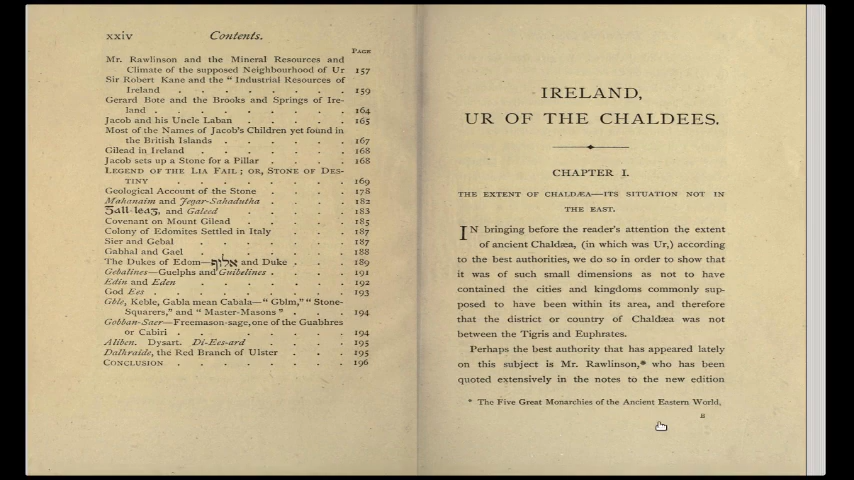 xxiv Contents.
PAGE
Mr. Rawlinson and the Mineral Resources and
Climate of the supposed Neighbourhood of Ur 157
Sir Robert Kane and the “ Industrial Resources of
Ireland . . . . . . . 159
Gerard Bote and the Brooks and Springs of Ire-
land . . . . . . . . 164
Jacob and his Uncle Laban . . . . . 165
Most of the Names of Jacob's Children yet found in
the British Islands . . . . . . 167
Gilead in Ireland . . . . . . 168
Jacob sets up a Stone for a Pillar . . . . 168
LEGEND OF THE LIA FAIL ; OR, STONE OF DES-
TINY . . . . . . . 169
Geological Account of the Stone . . . . 178
Mahanaim and Jegar-Sahadutha . . . . 182
Ᵹall-leaᵹ, and Galeed . . . . . 183
Covenant on Mount Gilead . . . . . 185
Colony of Edomites Settled in Italy . . . 187
Sier and Gebal . . . . . . 187
Gabhal and Gael . . . . . . 188
The Dukes of Edom—אלוף and Duke . . . 189
Gebalines—Guelphs and Guibelines . . . . 191
Edin and Eden . . . . . . 192
God Ees . . . . . . . 193
Gble, Keble, Gabla mean Cabala—“ Gblm,” “ Stone-
Squarers,” and “ Master-Masons ” . . . 194
Gobban-Saer—Freemason-sage, one of the Guabhres
or Cabiri . . . . . . . 194
Aliben. Dysart. Di-Ees-ard . . . . 195
Dalkraide, the Red Branch of Ulster . . . 195
CONCLUSION . . . . . . . 196
IRELAND,
UR OF THE CHALDEES.
CHAPTER I.
THE EXTENT OF CHALDÆA—ITS SITUATION NOT IN
THE EAST.
IN bringing before the reader's attention the extent
of ancient Chaldæa, (in which was Ur,) according
to the best authorities, we do so in order to show that
it was of such small dimensions as not to have
contained the cities and kingdoms commonly sup-
posed to have been within its area, and therefore
that the district or country of Chaldæa was not
between the Tigris and Euphrates.
Perhaps the best authority that has appeared lately
on this subject is Mr. Rawlinson,* who has been
quoted extensively in the notes to the new edition
* The Five Great Monarchies of the Ancient Eastern World,
B